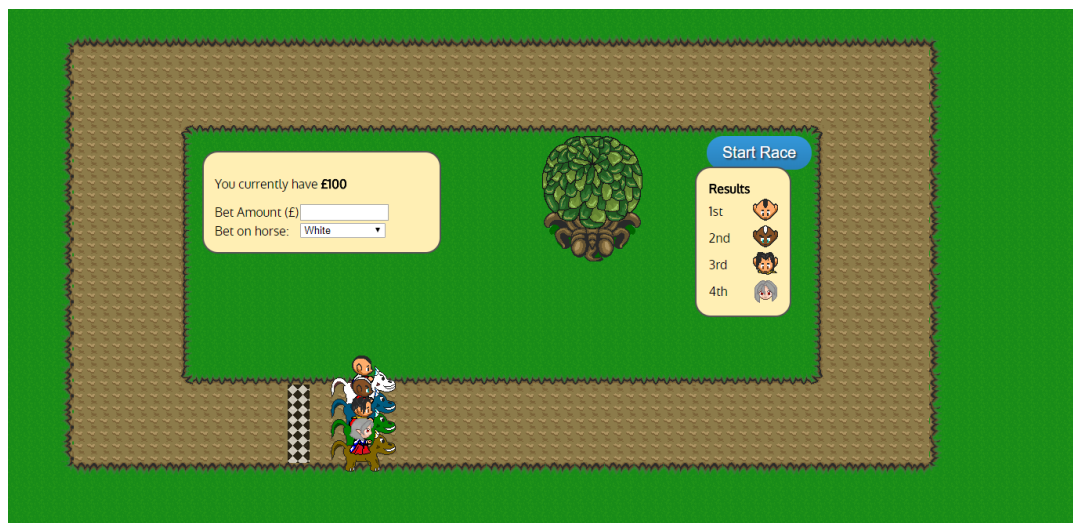 You currently have £100
Bet Amount (£)
Bet on horse: White
Start Race
Results
1st
2nd
3rd
4th